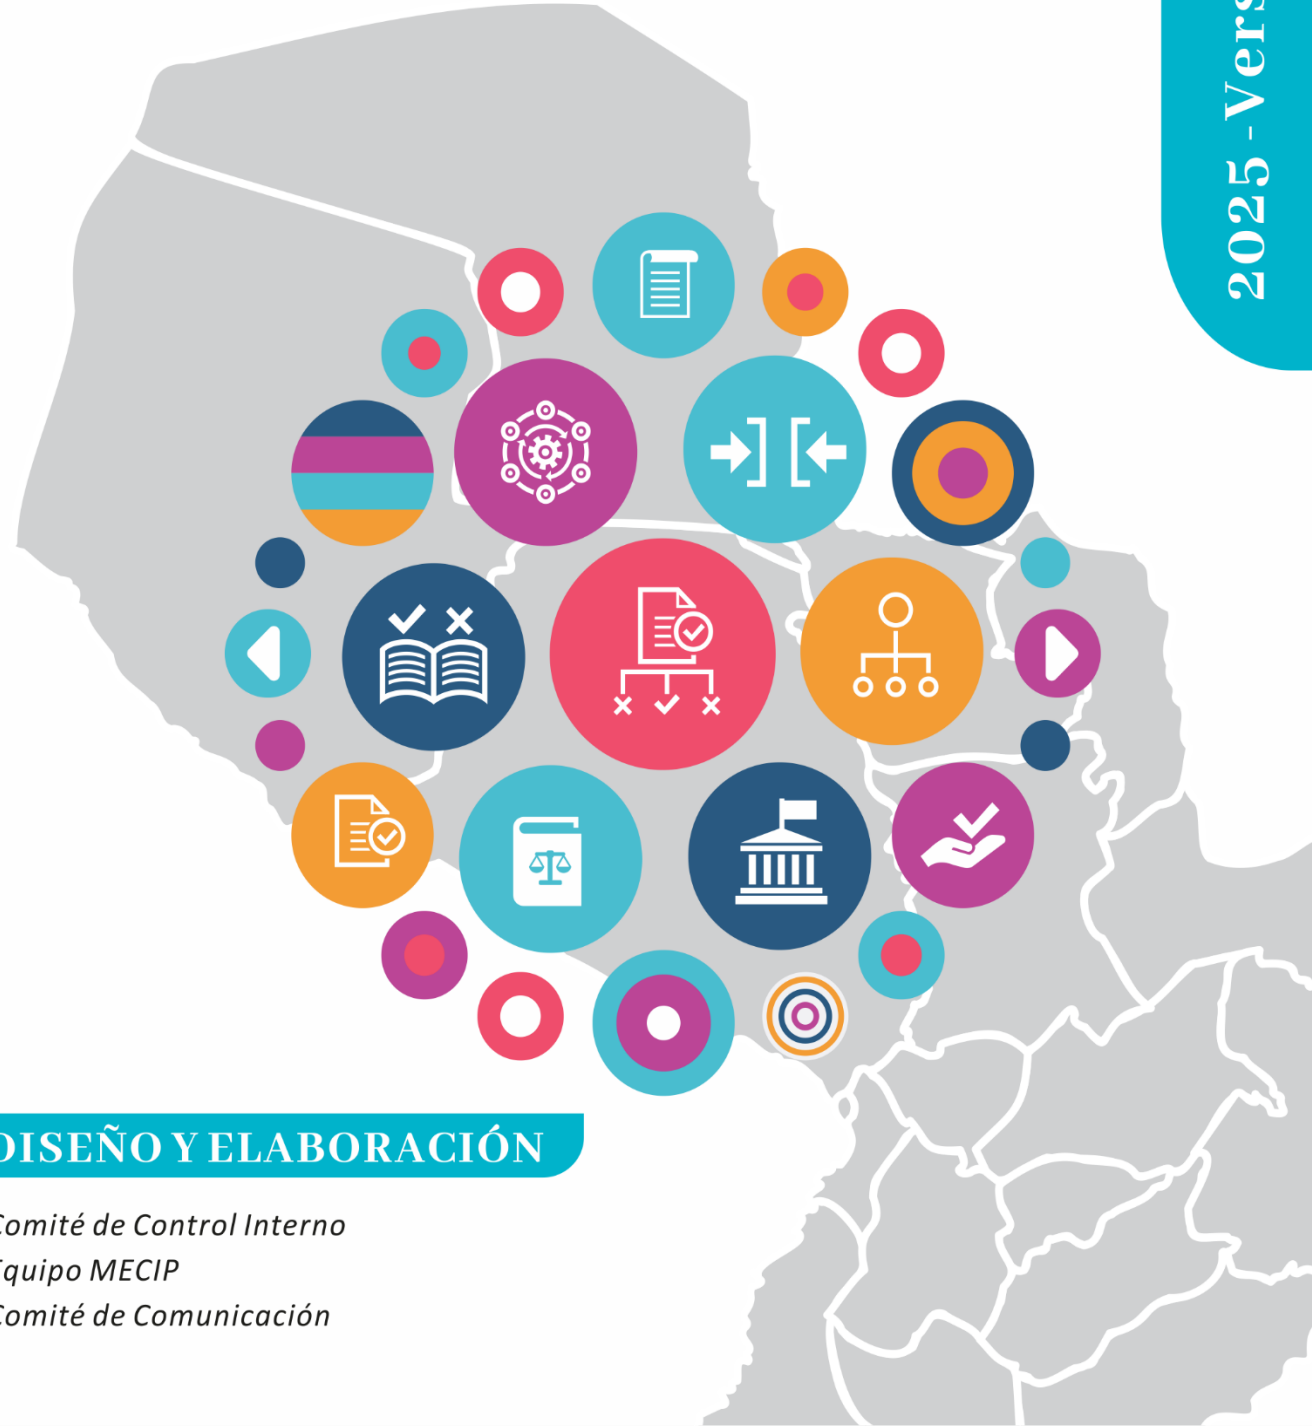 2025 - Vers
DISEÑO Y ELABORACIÓN
Comité de Control Interno
Equipo MECIP
Comité de Comunicación